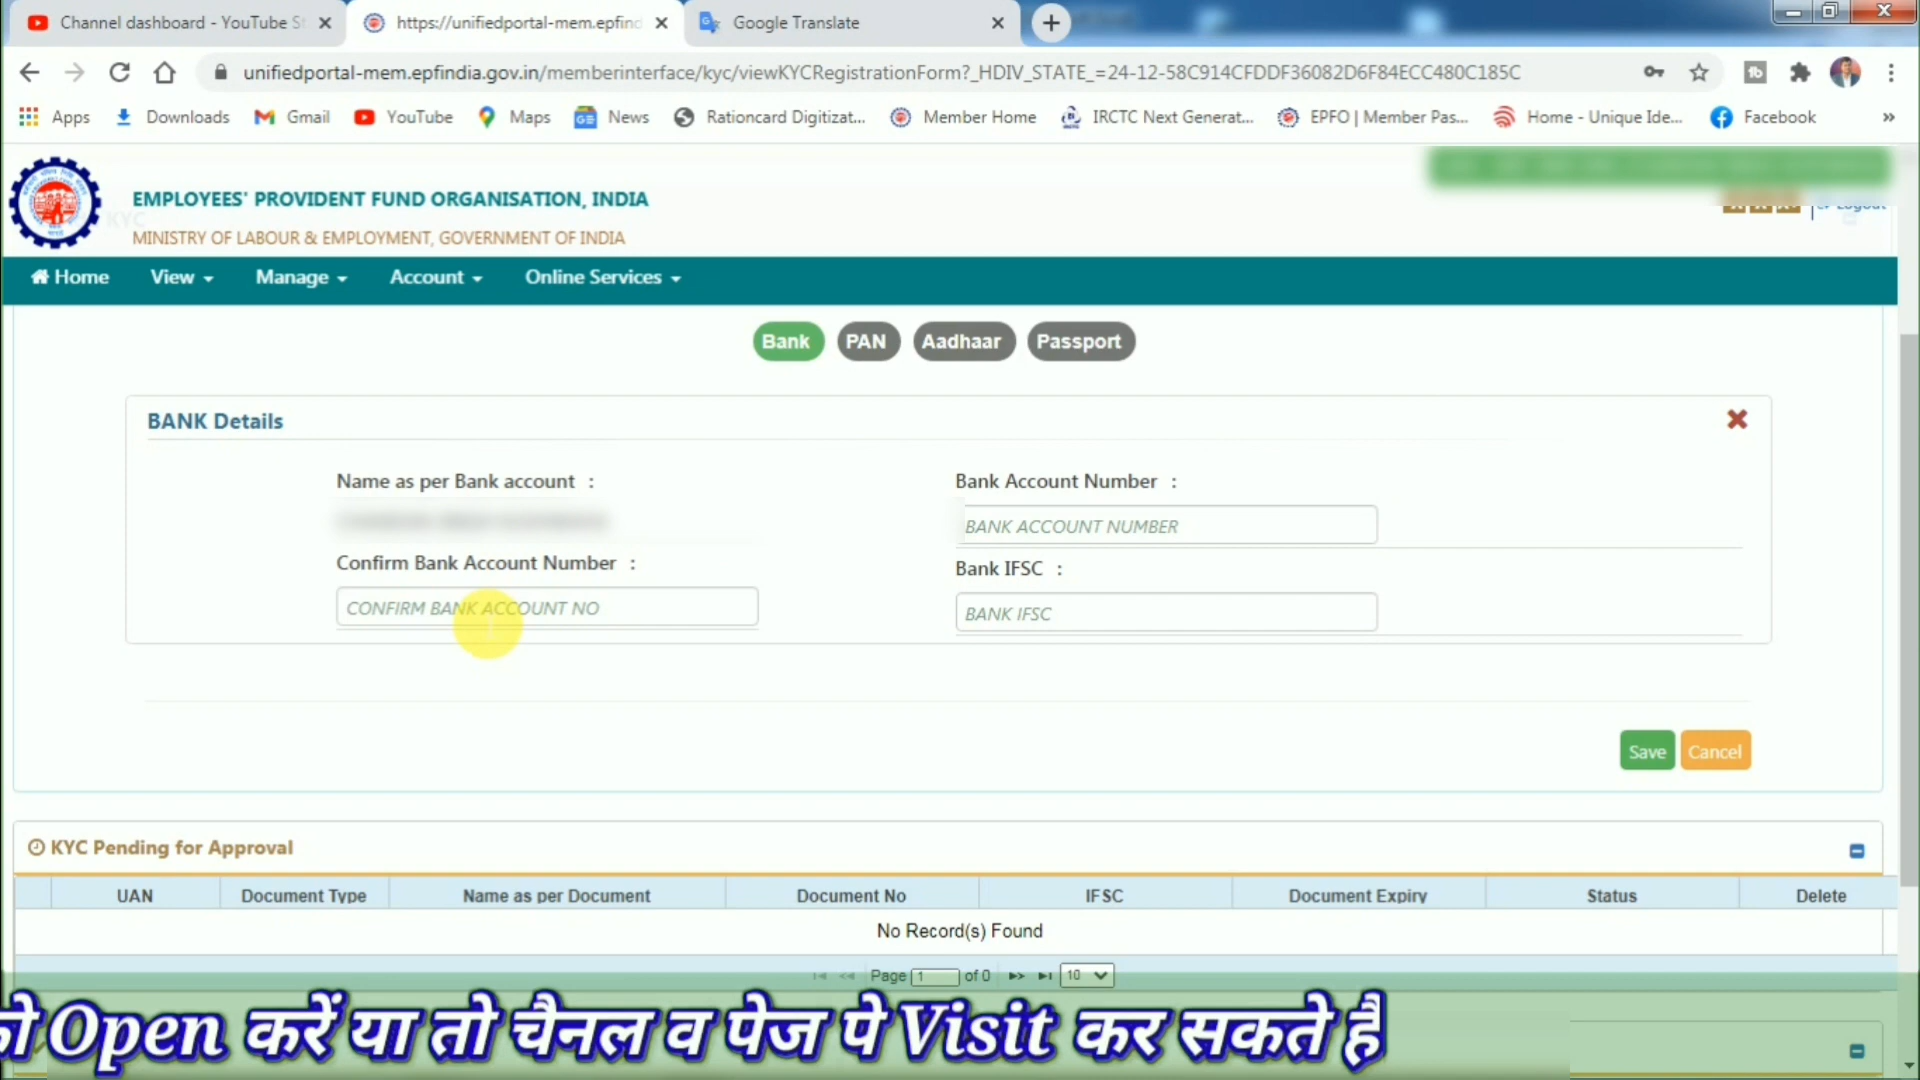 Channel dashboard - YouTube S
https://unifiedportal-mem.epfind
Google Translate
unifiedportal-mem.epfindia.gov.in/memberinterface/kyc/viewKYCRegistrationForm?_HDIV_STATE_=24-12-58C914CFDDF36082D6F84ECC480C185C
Apps Downloads Gmail YouTube Maps News Rationcard Digitizat... Member Home IRCTC Next Generat... EPFO | Member Pas... Home - Unique Ide... Facebook »
EMPLOYEES' PROVIDENT FUND ORGANISATION, INDIA
KYC
Logout
MINISTRY OF LABOUR & EMPLOYMENT, GOVERNMENT OF INDIA
Home View Manage Account Online Services
Bank PAN Aadhaar Passport
BANK Details
Name as per Bank account :
Bank Account Number :
BANK ACCOUNT NUMBER
Confirm Bank Account Number :
Bank IFSC :
CONFIRM BANK ACCOUNT NO
BANK IFSC
Save Cancel
KYC Pending for Approval
UAN Document Type Name as per Document Document No IFSC Document Expiry Status Delete
No Record(s) Found
Page 1 of 0 10
को Open करें या तो चैनल व पेज पे Visit कर सकते हैं